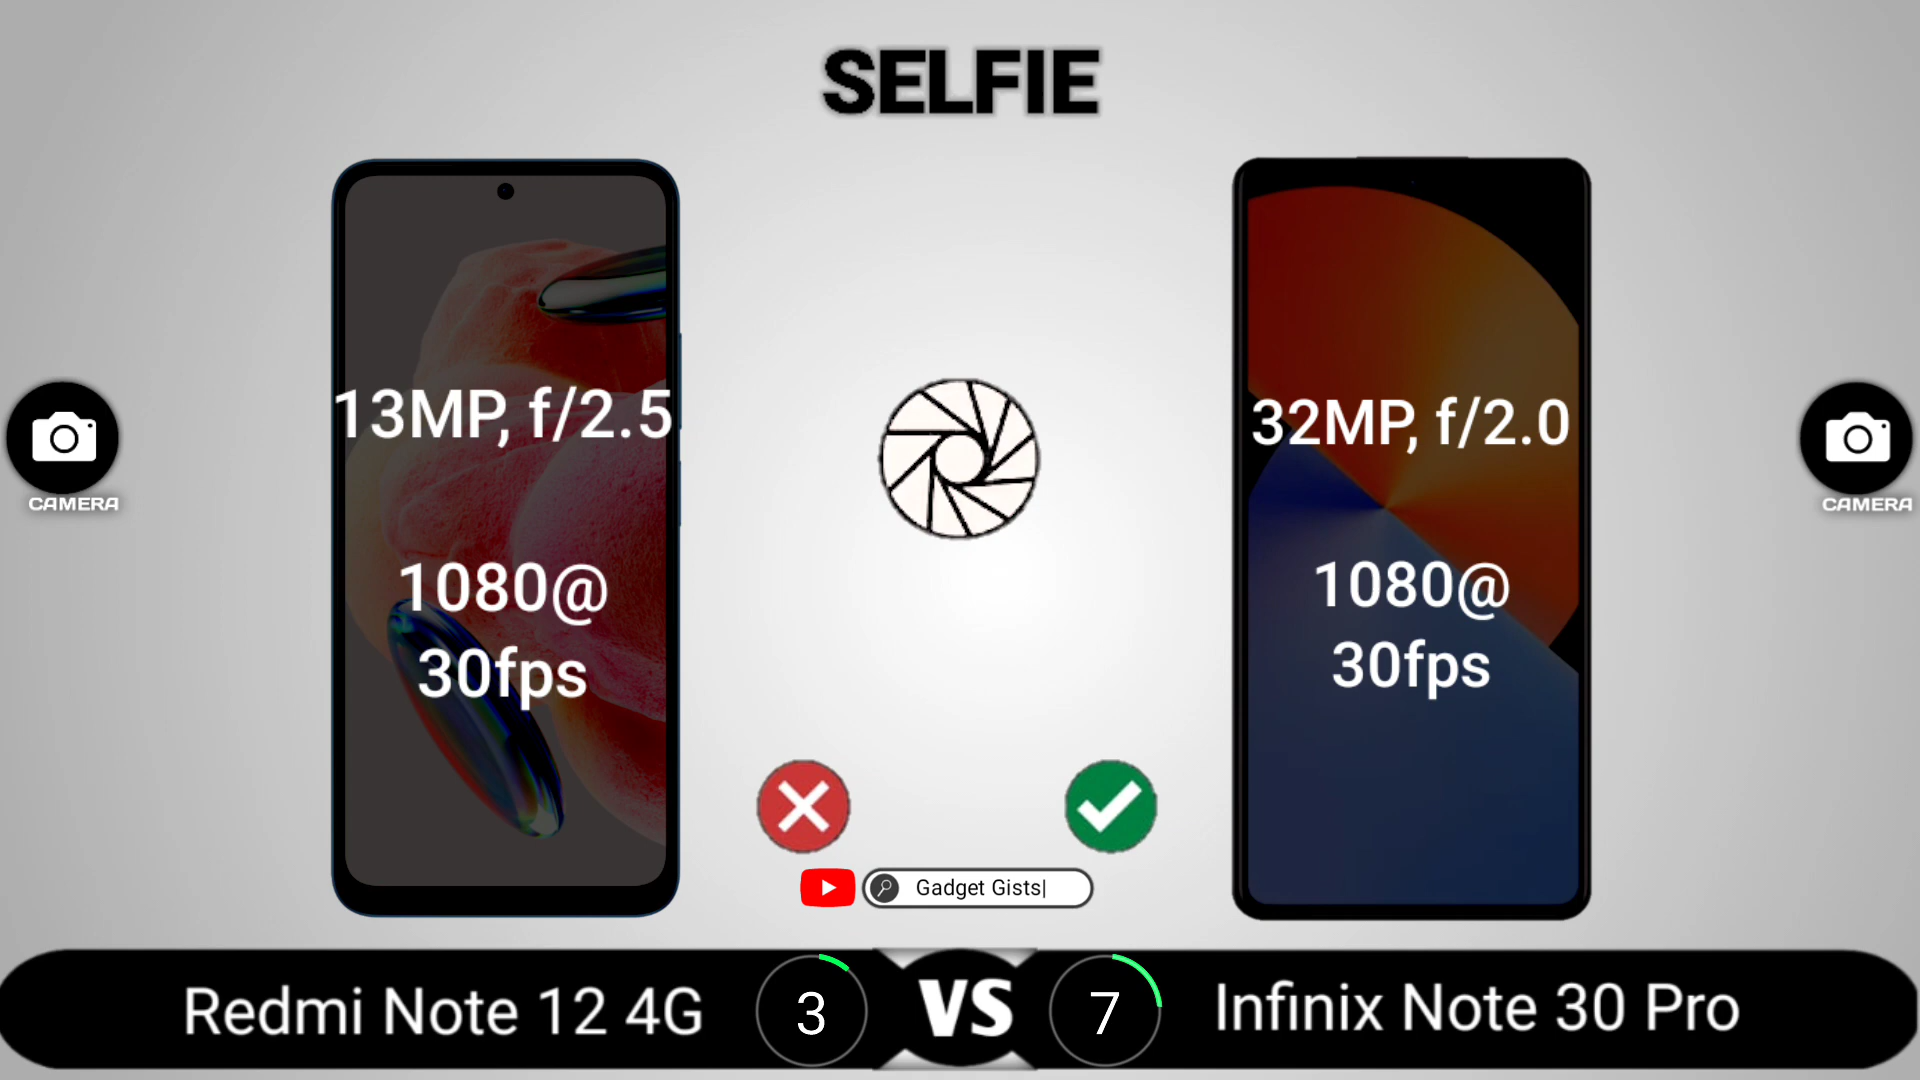 SELFIE
13MP, f/2.5
1080@
30fps
32MP, f/2.0
1080@
30fps
CAMERA
CAMERA
Gadget Gists|
Redmi Note 12 4G
3
VS
7
Infinix Note 30 Pro